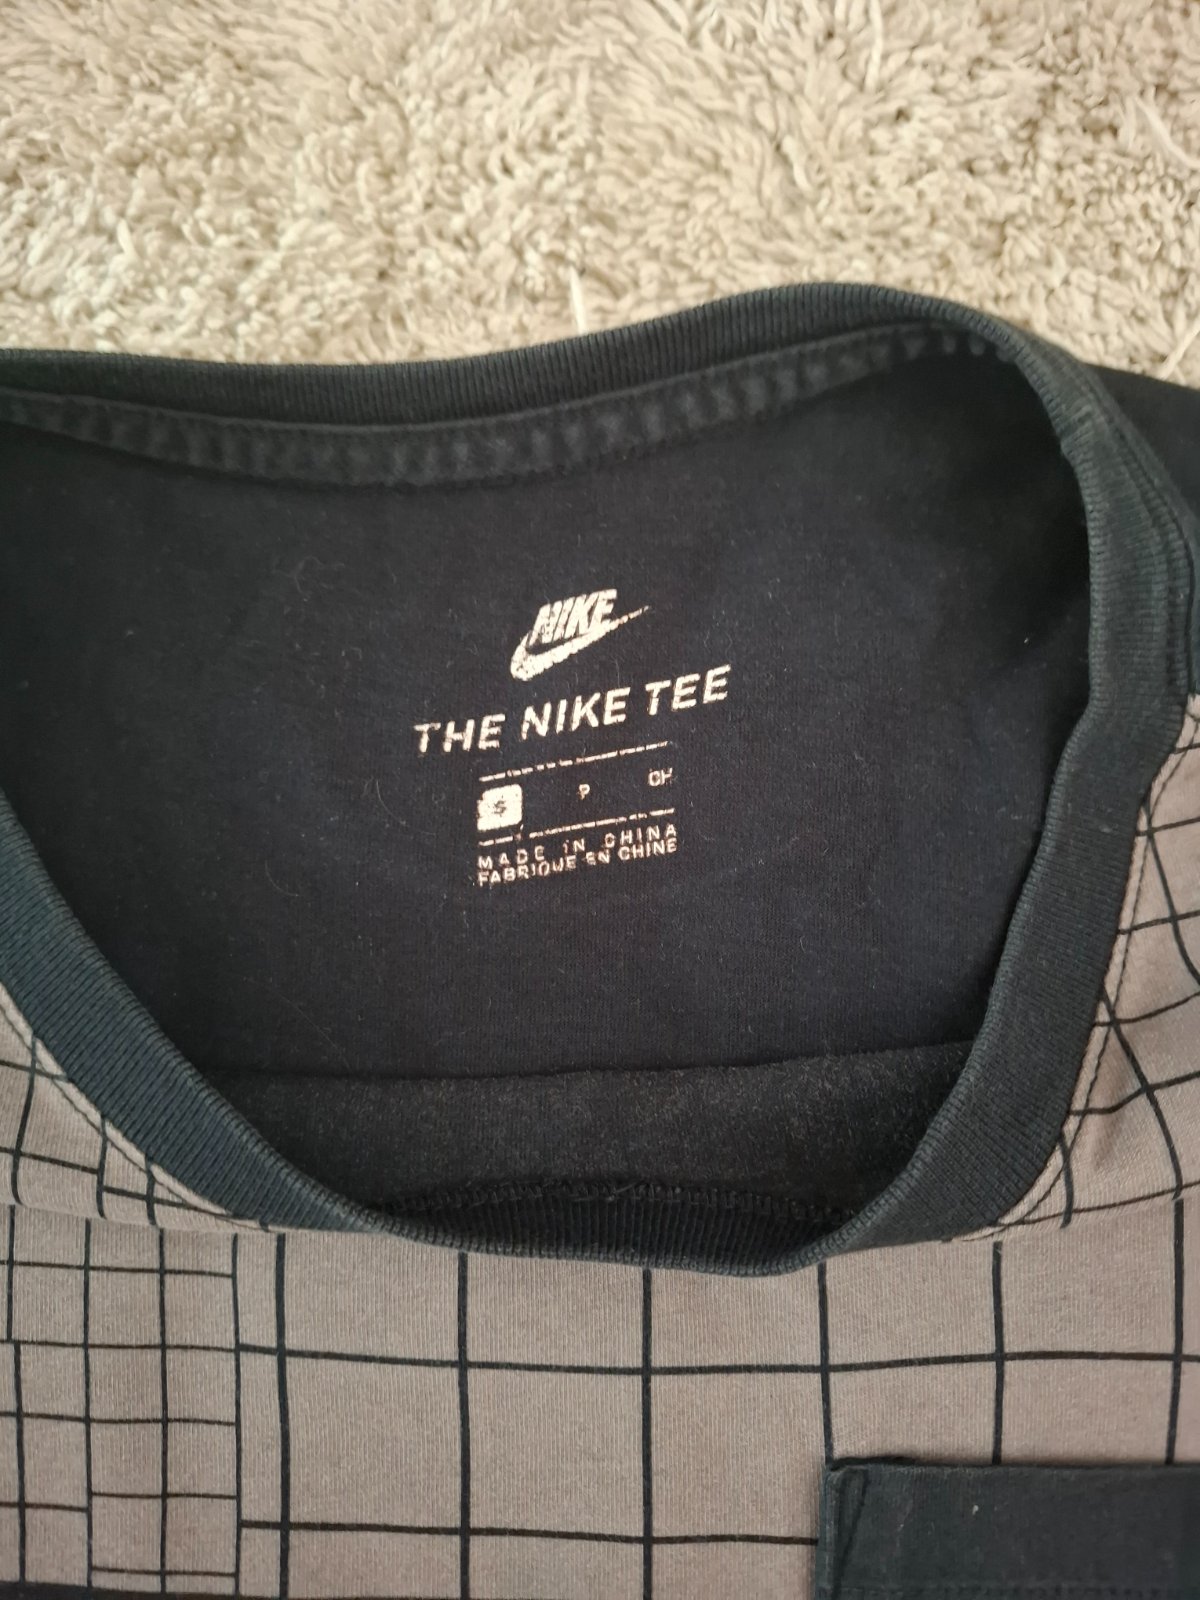 NIKE
THE NIKE TEE
S P CH
MADE IN CHINA
FABRIQUE EN CHINE